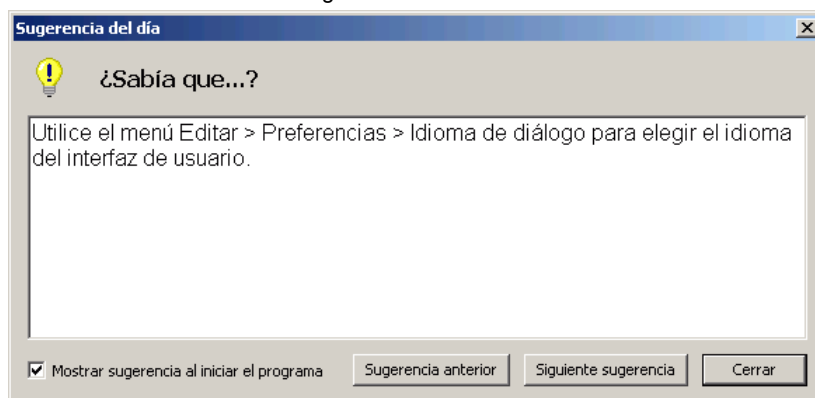 Sugerencia del día
¿Sabía que...?
Utilice el menú Editar > Preferencias > Idioma de diálogo para elegir el idioma
del interfaz de usuario.
Mostrar sugerencia al iniciar el programa Sugerencia anterior Siguiente sugerencia Cerrar